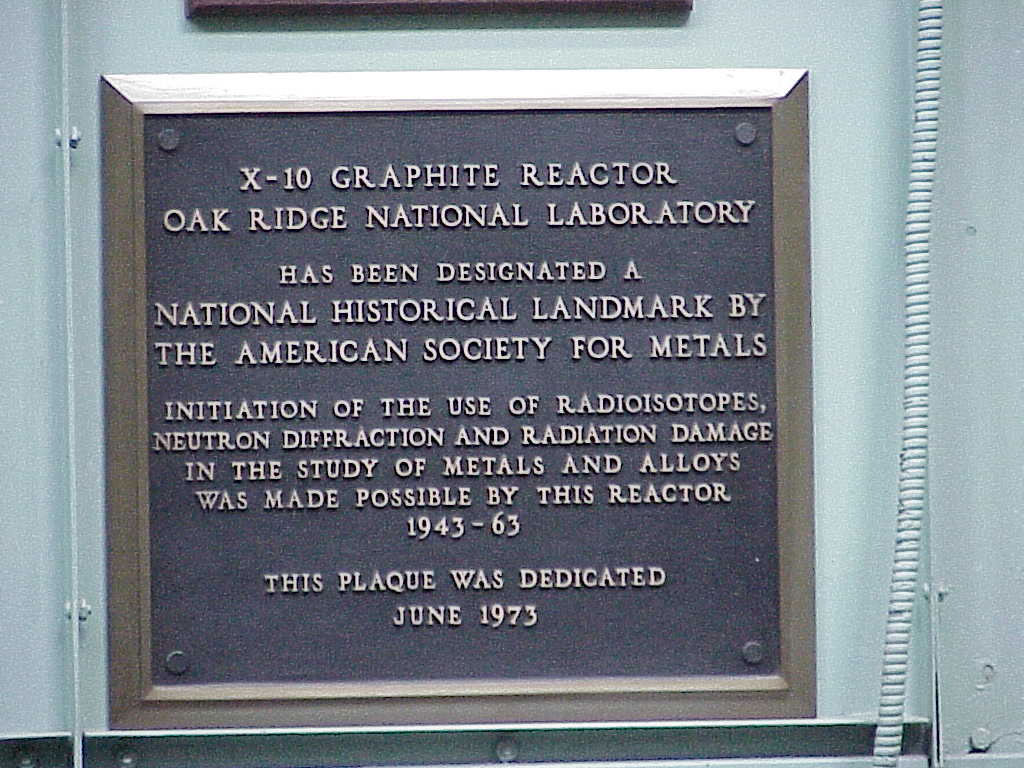 X-10 GRAPHITE REACTOR
OAK RIDGE NATIONAL LABORATORY
HAS BEEN DESIGNATED A
NATIONAL HISTORICAL LANDMARK BY
THE AMERICAN SOCIETY FOR METALS
INITIATION OF THE USE OF RADIOISOTOPES,
NEUTRON DIFFRACTION AND RADIATION DAMAGE
IN THE STUDY OF METALS AND ALLOYS
WAS MADE POSSIBLE BY THIS REACTOR
1943-63
THIS PLAQUE WAS DEDICATED
JUNE 1973